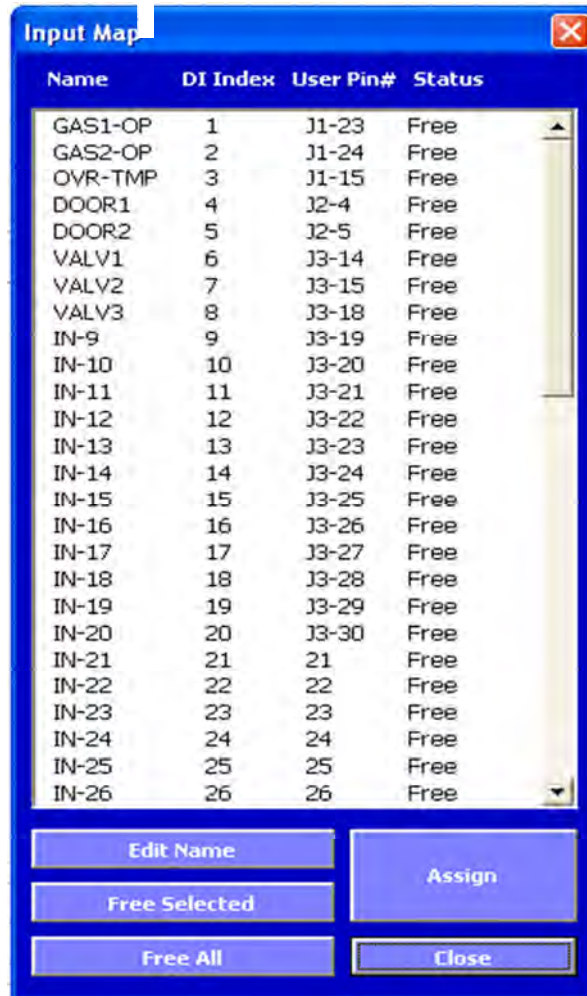 Input Map
Name DI Index User Pin# Status
GAS1-OP 1 J1-23 Free
GAS2-OP 2 J1-24 Free
OVR-TMP 3 J1-15 Free
DOOR1 4 J2-4 Free
DOOR2 5 J2-5 Free
VALV1 6 J3-14 Free
VALV2 7 J3-15 Free
VALV3 8 J3-18 Free
IN-9 9 J3-19 Free
IN-10 10 J3-20 Free
IN-11 11 J3-21 Free
IN-12 12 J3-22 Free
IN-13 13 J3-23 Free
IN-14 14 J3-24 Free
IN-15 15 J3-25 Free
IN-16 16 J3-26 Free
IN-17 17 J3-27 Free
IN-18 18 J3-28 Free
IN-19 19 J3-29 Free
IN-20 20 J3-30 Free
IN-21 21 21 Free
IN-22 22 22 Free
IN-23 23 23 Free
IN-24 24 24 Free
IN-25 25 25 Free
IN-26 26 26 Free
Edit Name
Assign
Free Selected
Free All
Close